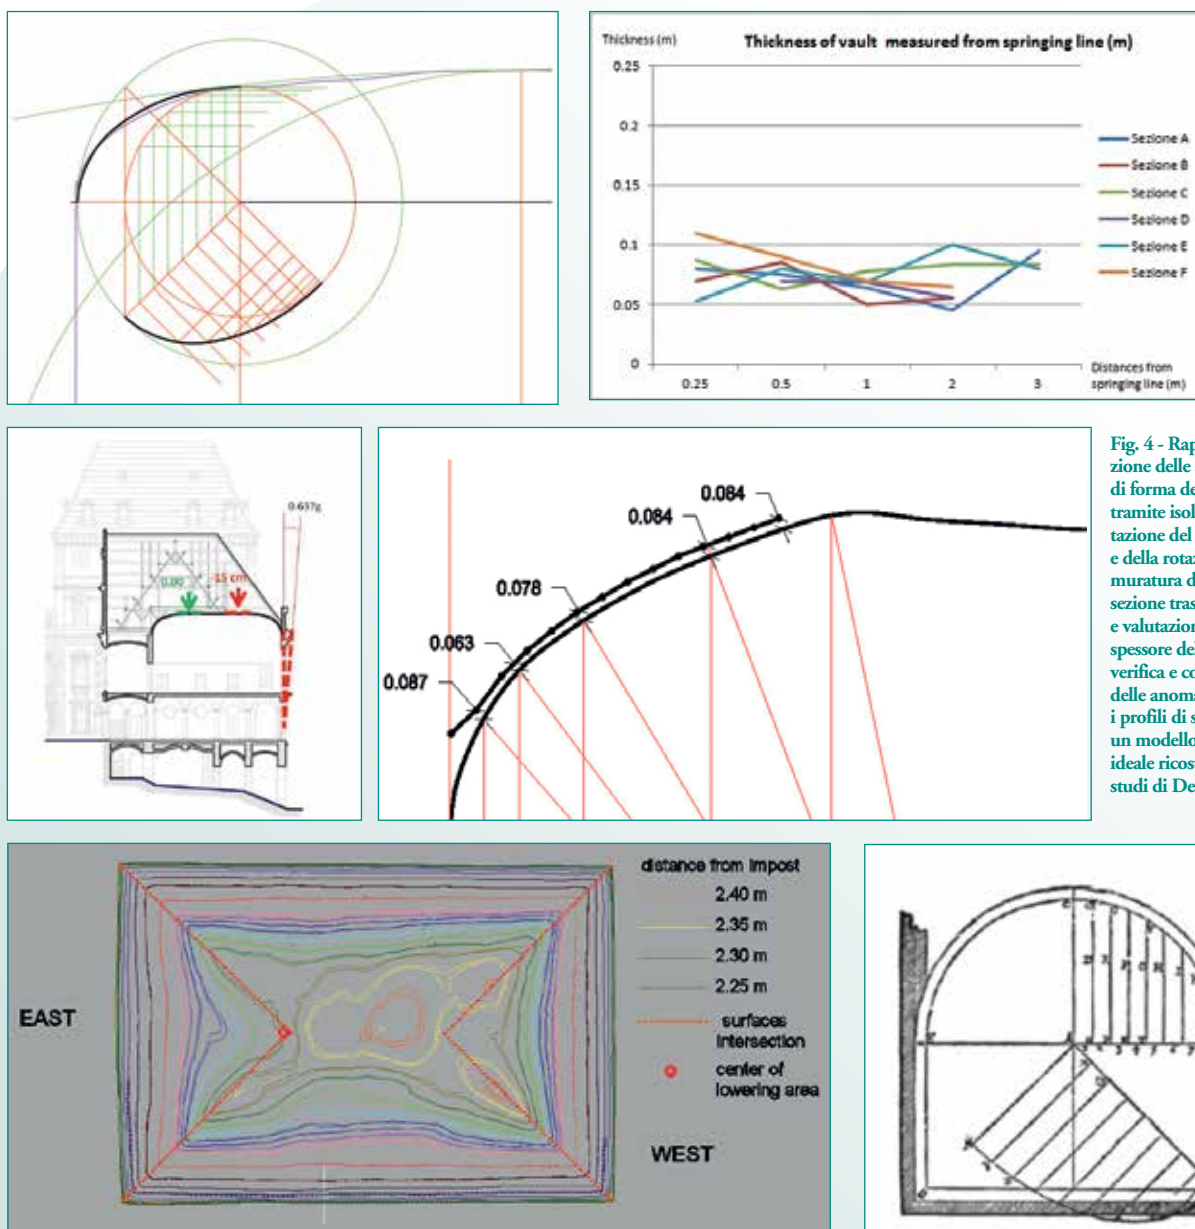 Thickness (m)
Thickness of vault measured from springing line (m)
0.25
0.2
0.15
0.1
0.05
0
0.25 0.5 1 2 3
Distances from
springing line (m)
Sezione A
Sezione B
Sezione C
Sezione D
Sezione E
Sezione F
0.637g
0.00
-15 cm
0.084
0.084
0.078
0.063
0.087
Fig. 4 - Rap
zione delle
di forma de
tramite isol
tazione del
e della rotaz
muratura d
sezione tras
e valutazion
spessore del
verifica e co
delle anoma
i profili di s
un modello
ideale ricos
studi di De
EAST
distance from impost
2.40 m
2.35 m
2.30 m
2.25 m
surfaces
intersection
center of
lowering area
WEST